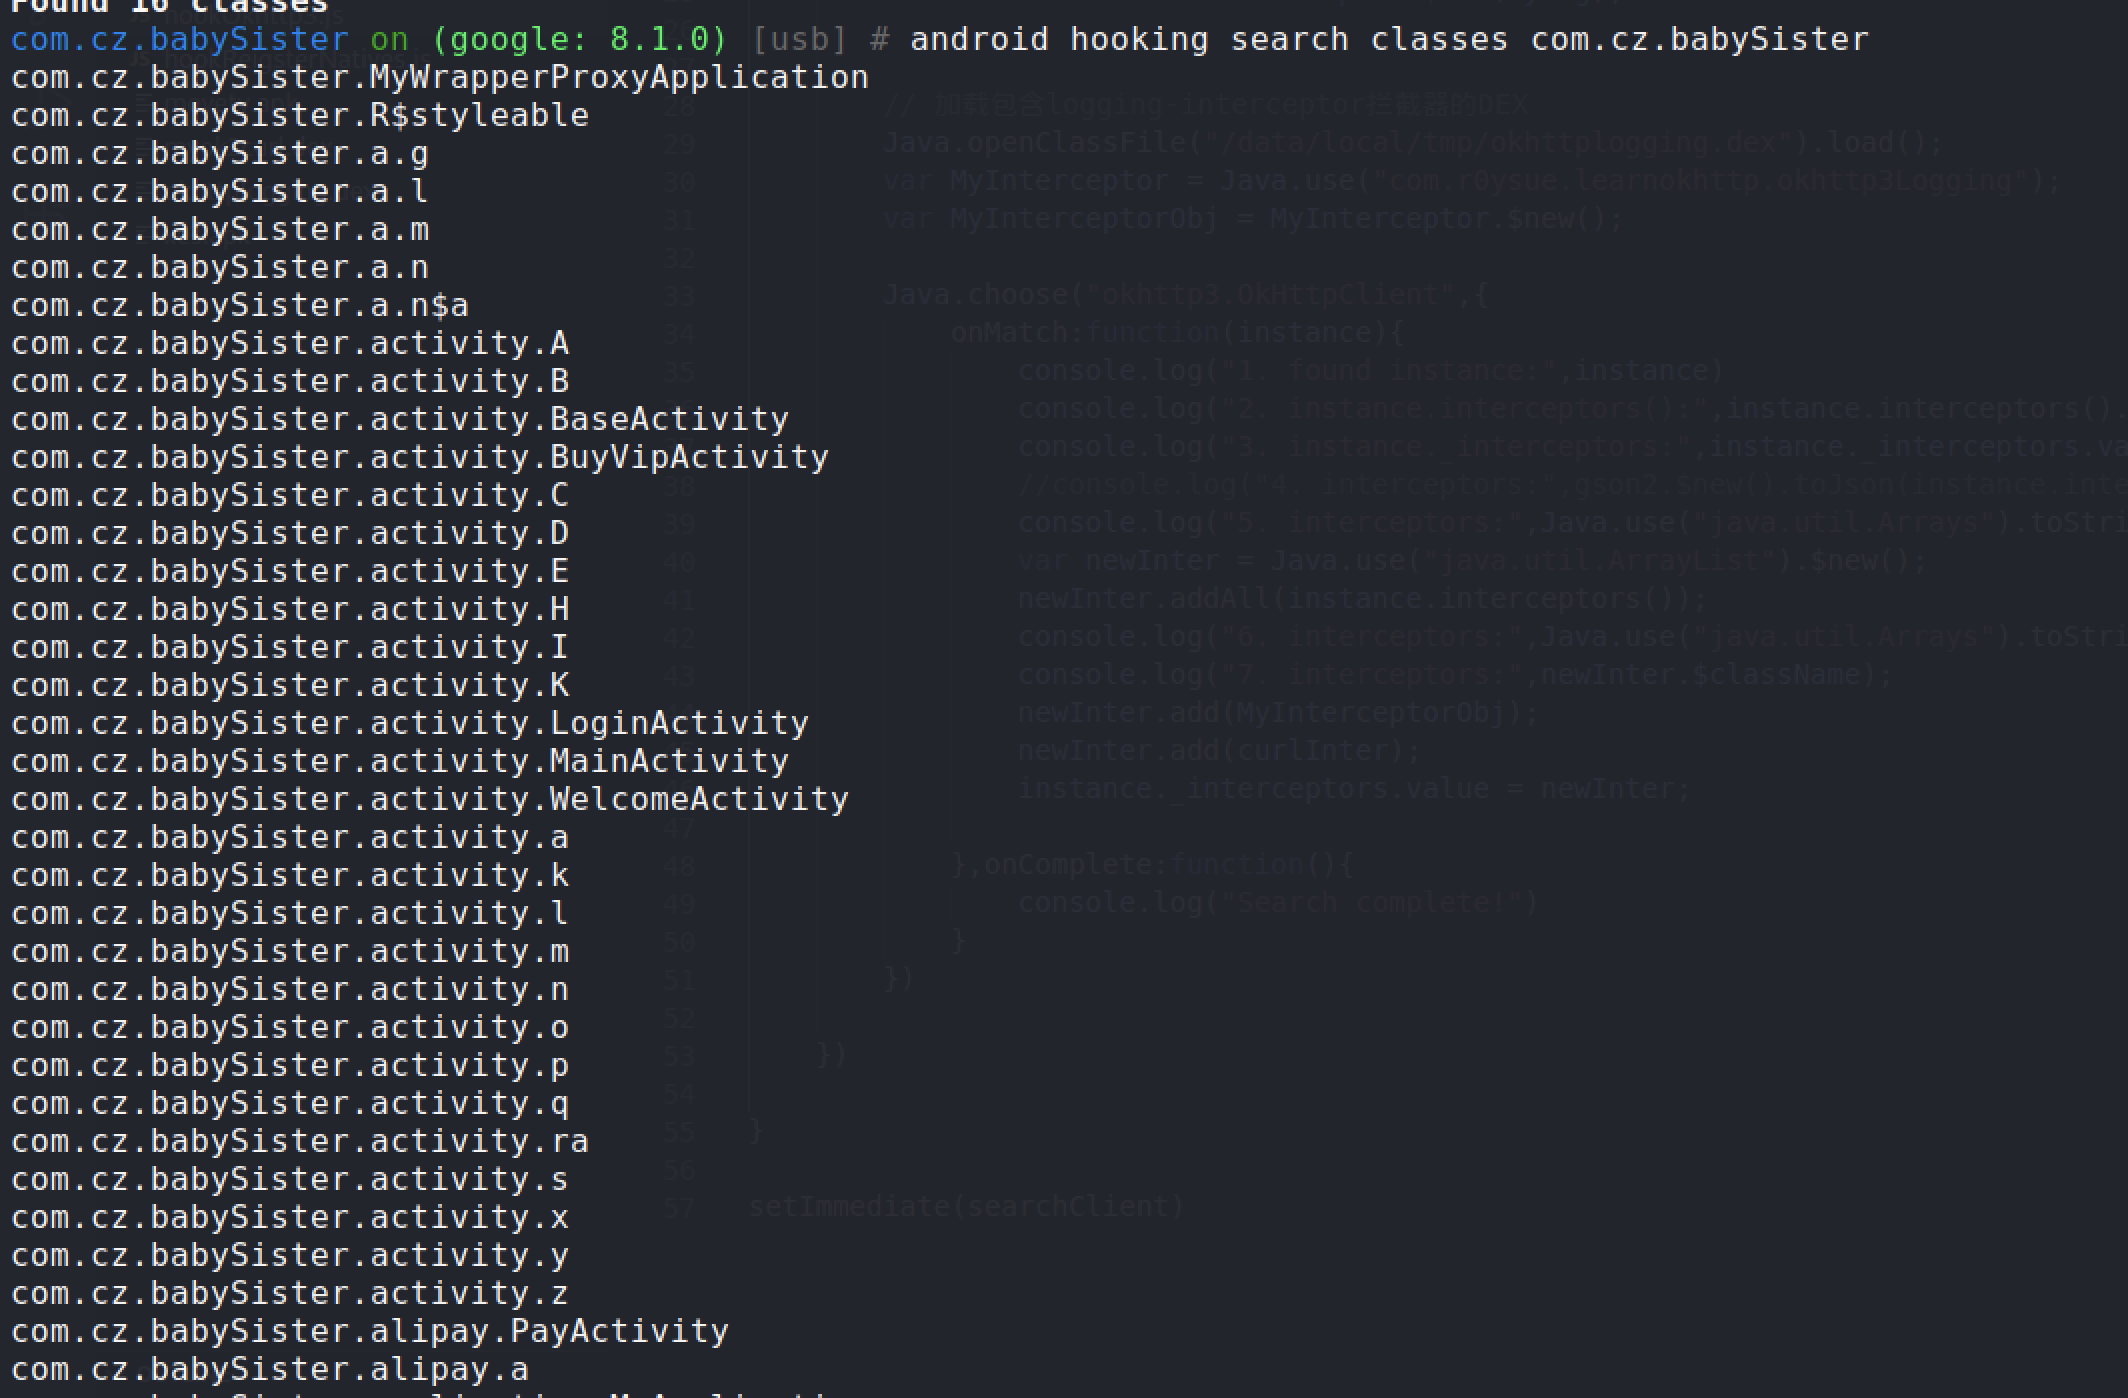 Found 16 classes
com.cz.babySister on (google: 8.1.0) [usb] # android hooking search classes com.cz.babySister
com.cz.babySister.MyWrapperProxyApplication
com.cz.babySister.R$styleable
com.cz.babySister.a.g
com.cz.babySister.a.l
com.cz.babySister.a.m
com.cz.babySister.a.n
com.cz.babySister.a.n$a
com.cz.babySister.activity.A
com.cz.babySister.activity.B
com.cz.babySister.activity.BaseActivity
com.cz.babySister.activity.BuyVipActivity
com.cz.babySister.activity.C
com.cz.babySister.activity.D
com.cz.babySister.activity.E
com.cz.babySister.activity.H
com.cz.babySister.activity.I
com.cz.babySister.activity.K
com.cz.babySister.activity.LoginActivity
com.cz.babySister.activity.MainActivity
com.cz.babySister.activity.WelcomeActivity
com.cz.babySister.activity.a
com.cz.babySister.activity.k
com.cz.babySister.activity.l
com.cz.babySister.activity.m
com.cz.babySister.activity.n
com.cz.babySister.activity.o
com.cz.babySister.activity.p
com.cz.babySister.activity.q
com.cz.babySister.activity.ra
com.cz.babySister.activity.s
com.cz.babySister.activity.x
com.cz.babySister.activity.y
com.cz.babySister.activity.z
com.cz.babySister.alipay.PayActivity
com.cz.babySister.alipay.a
28 // 加载包含logging-interceptor拦截器的DEX
29 Java.openClassFile("/data/local/tmp/okhttplogging.dex").load();
30 var MyInterceptor = Java.use("com.r0ysue.learnokhttp.okhttp3Logging");
31 var MyInterceptorObj = MyInterceptor.$new();
32
33 Java.choose("okhttp3.OkHttpClient",{
34 onMatch:function(instance){
35 console.log("1. found instance:",instance)
console.log("2. instance.interceptors():",instance.interceptors().
console.log("3. instance._interceptors:",instance._interceptors.va
38 //console.log("4. interceptors:",gson2.$new().toJson(instance.inte
39 console.log("5. interceptors:",Java.use("java.util.Arrays").toStri
40 var newInter = Java.use("java.util.ArrayList").$new();
41 newInter.addAll(instance.interceptors());
42 console.log("6. interceptors:",Java.use("java.util.Arrays").toStri
43 console.log("7. interceptors:",newInter.$className);
newInter.add(MyInterceptorObj);
newInter.add(curlInter);
instance._interceptors.value = newInter;
47
48 },onComplete:function(){
49 console.log("Search complete!")
50 }
51 })
52
53 })
54
55 }
56
57 setImmediate(searchClient)